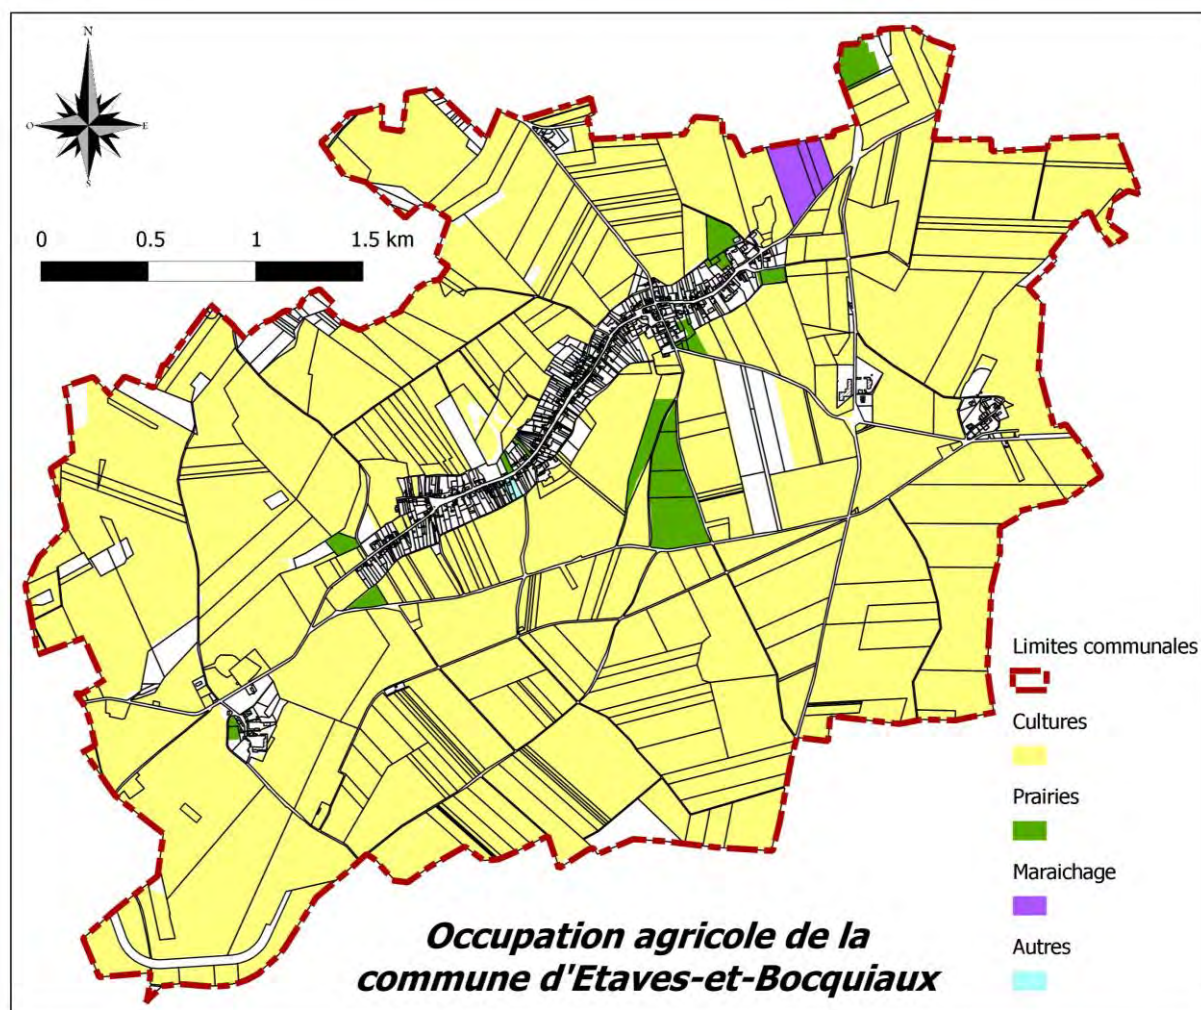 N
O
E
S
0 0.5 1 1.5 km
Limites communales
Cultures
Prairies
Maraichage
Autres
Occupation agricole de la
commune d'Etaves-et-Bocquiaux